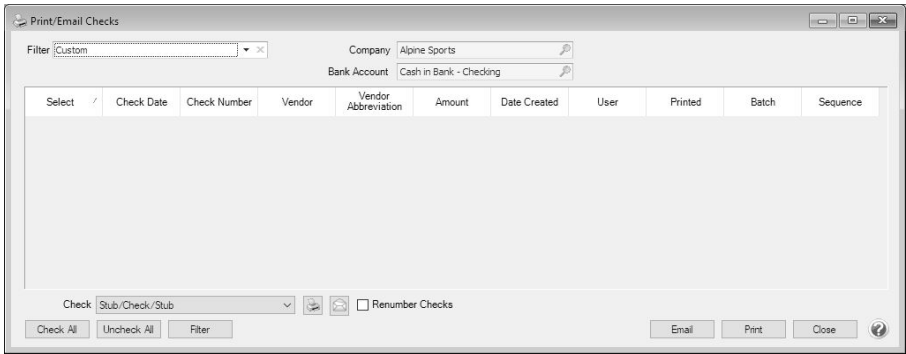 Print/Email Checks
Filter Custom Company Alpine Sports
Bank Account Cash in Bank - Checking
Select Check Date Check Number Vendor Vendor Abbreviation Amount Date Created User Printed Batch Sequence
Check Stub/Check/Stub Renumber Checks
Check All Uncheck All Filter Email Print Close ?